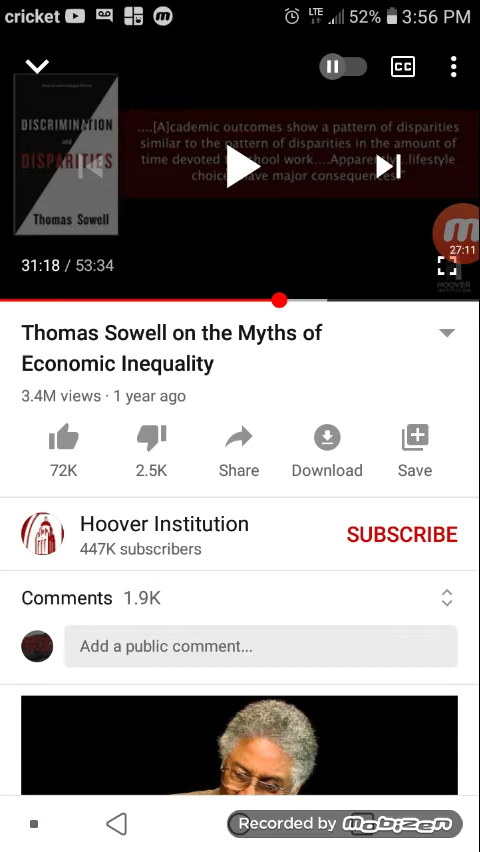 cricket
LTE
52%
3:56 PM
DISCRIMINATION
and
DISPARITIES
Thomas Sowell
....[A]cademic outcomes show a pattern of disparities
similar to the pattern of disparities in the amount of
time devoted to school work....Apparently, lifestyle
choices have major consequences."
CC
27:11
HOOVER
31:18 / 53:34
Thomas Sowell on the Myths of
Economic Inequality
3.4M views · 1 year ago
72K
2.5K
Share
Download
Save
Hoover Institution
447K subscribers
SUBSCRIBE
Comments 1.9K
Add a public comment...
Recorded by MOBIZEN